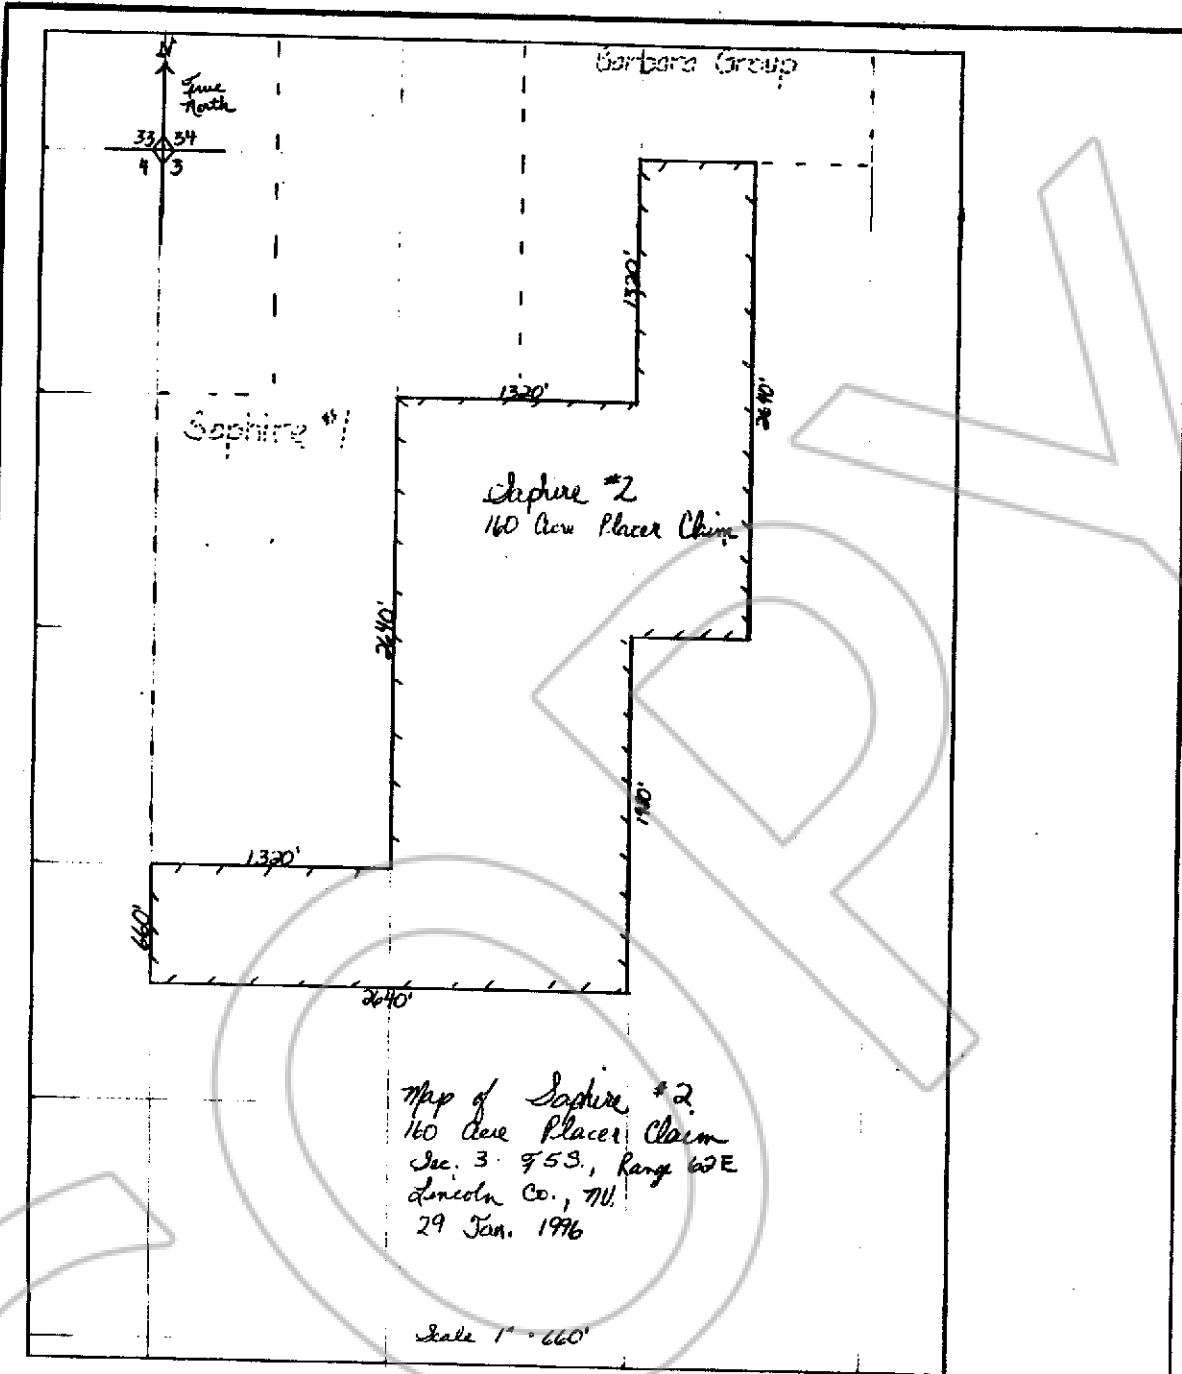 Barbara Group
N
True
North
33 34
4 3
1320'
1320'
2640'
Saphire #1
Saphire #2
160 Acre Placer Claim
2640'
1980'
1320'
660'
2640'
Map of Saphire #2
160 Acre Placer Claim
Sec. 3 T5S., Range 62E
Lincoln Co., NV.
29 Jan. 1996
Scale 1" 660'
COPY